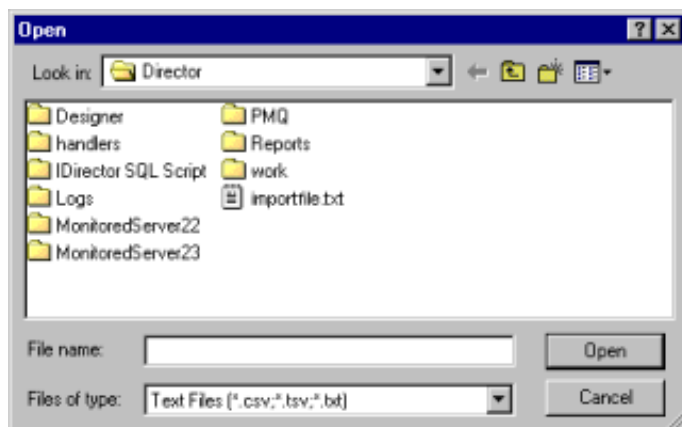 Open
Look in: Director
Designer
handlers
IDirector SQL Script
Logs
MonitoredServer22
MonitoredServer23
PMQ
Reports
work
importfile.txt
File name: Open
Files of type: Text Files (*.csv;*.tsv;*.txt) Cancel